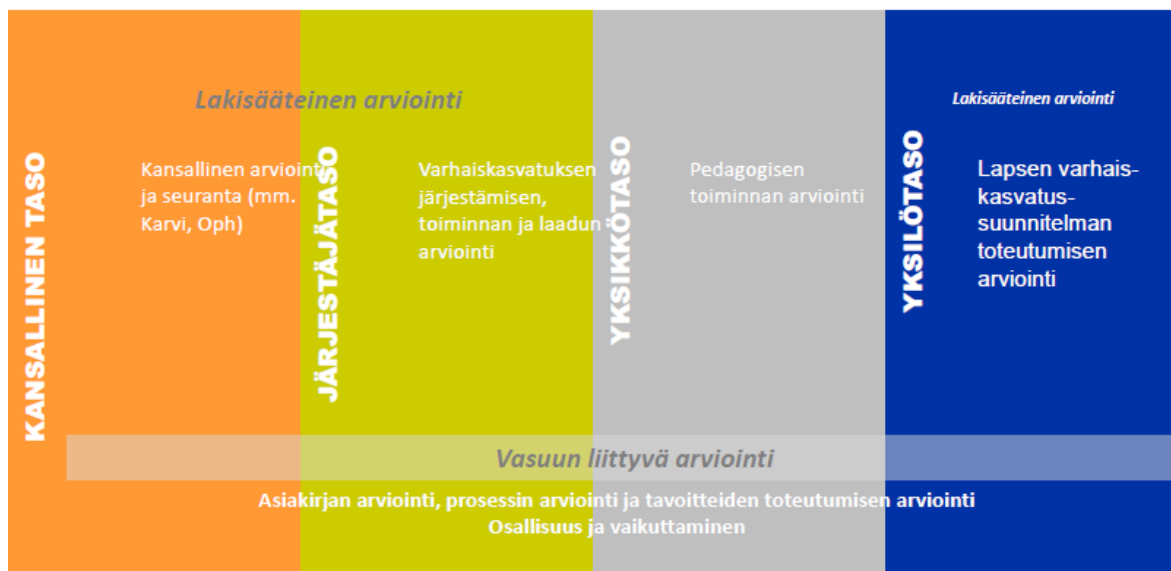 Lakisääteinen arviointi
KANSALLINEN TASO
Kansallinen arviointi
ja seuranta (mm.
Karvi, Oph)
JÄRJESTÄJÄTASO
Varhaiskasvatuksen
järjestämisen,
toiminnan ja laadun
arviointi
YKSIKKÖTASO
Pedagogisen
toiminnan arviointi
Lakisääteinen arviointi
YKSILÖTASO
Lapsen varhais-
kasvatus-
suunnitelman
toteutumisen
arviointi
Vasuun liittyvä arviointi
Asiakirjan arviointi, prosessin arviointi ja tavoitteiden toteutumisen arviointi
Osallisuus ja vaikuttaminen